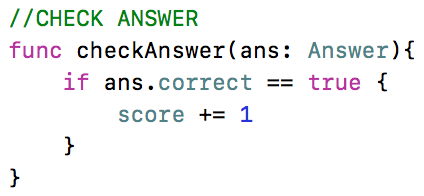 //CHECK ANSWER
func checkAnswer(ans: Answer){
    if ans.correct == true {
        score += 1
    }
}